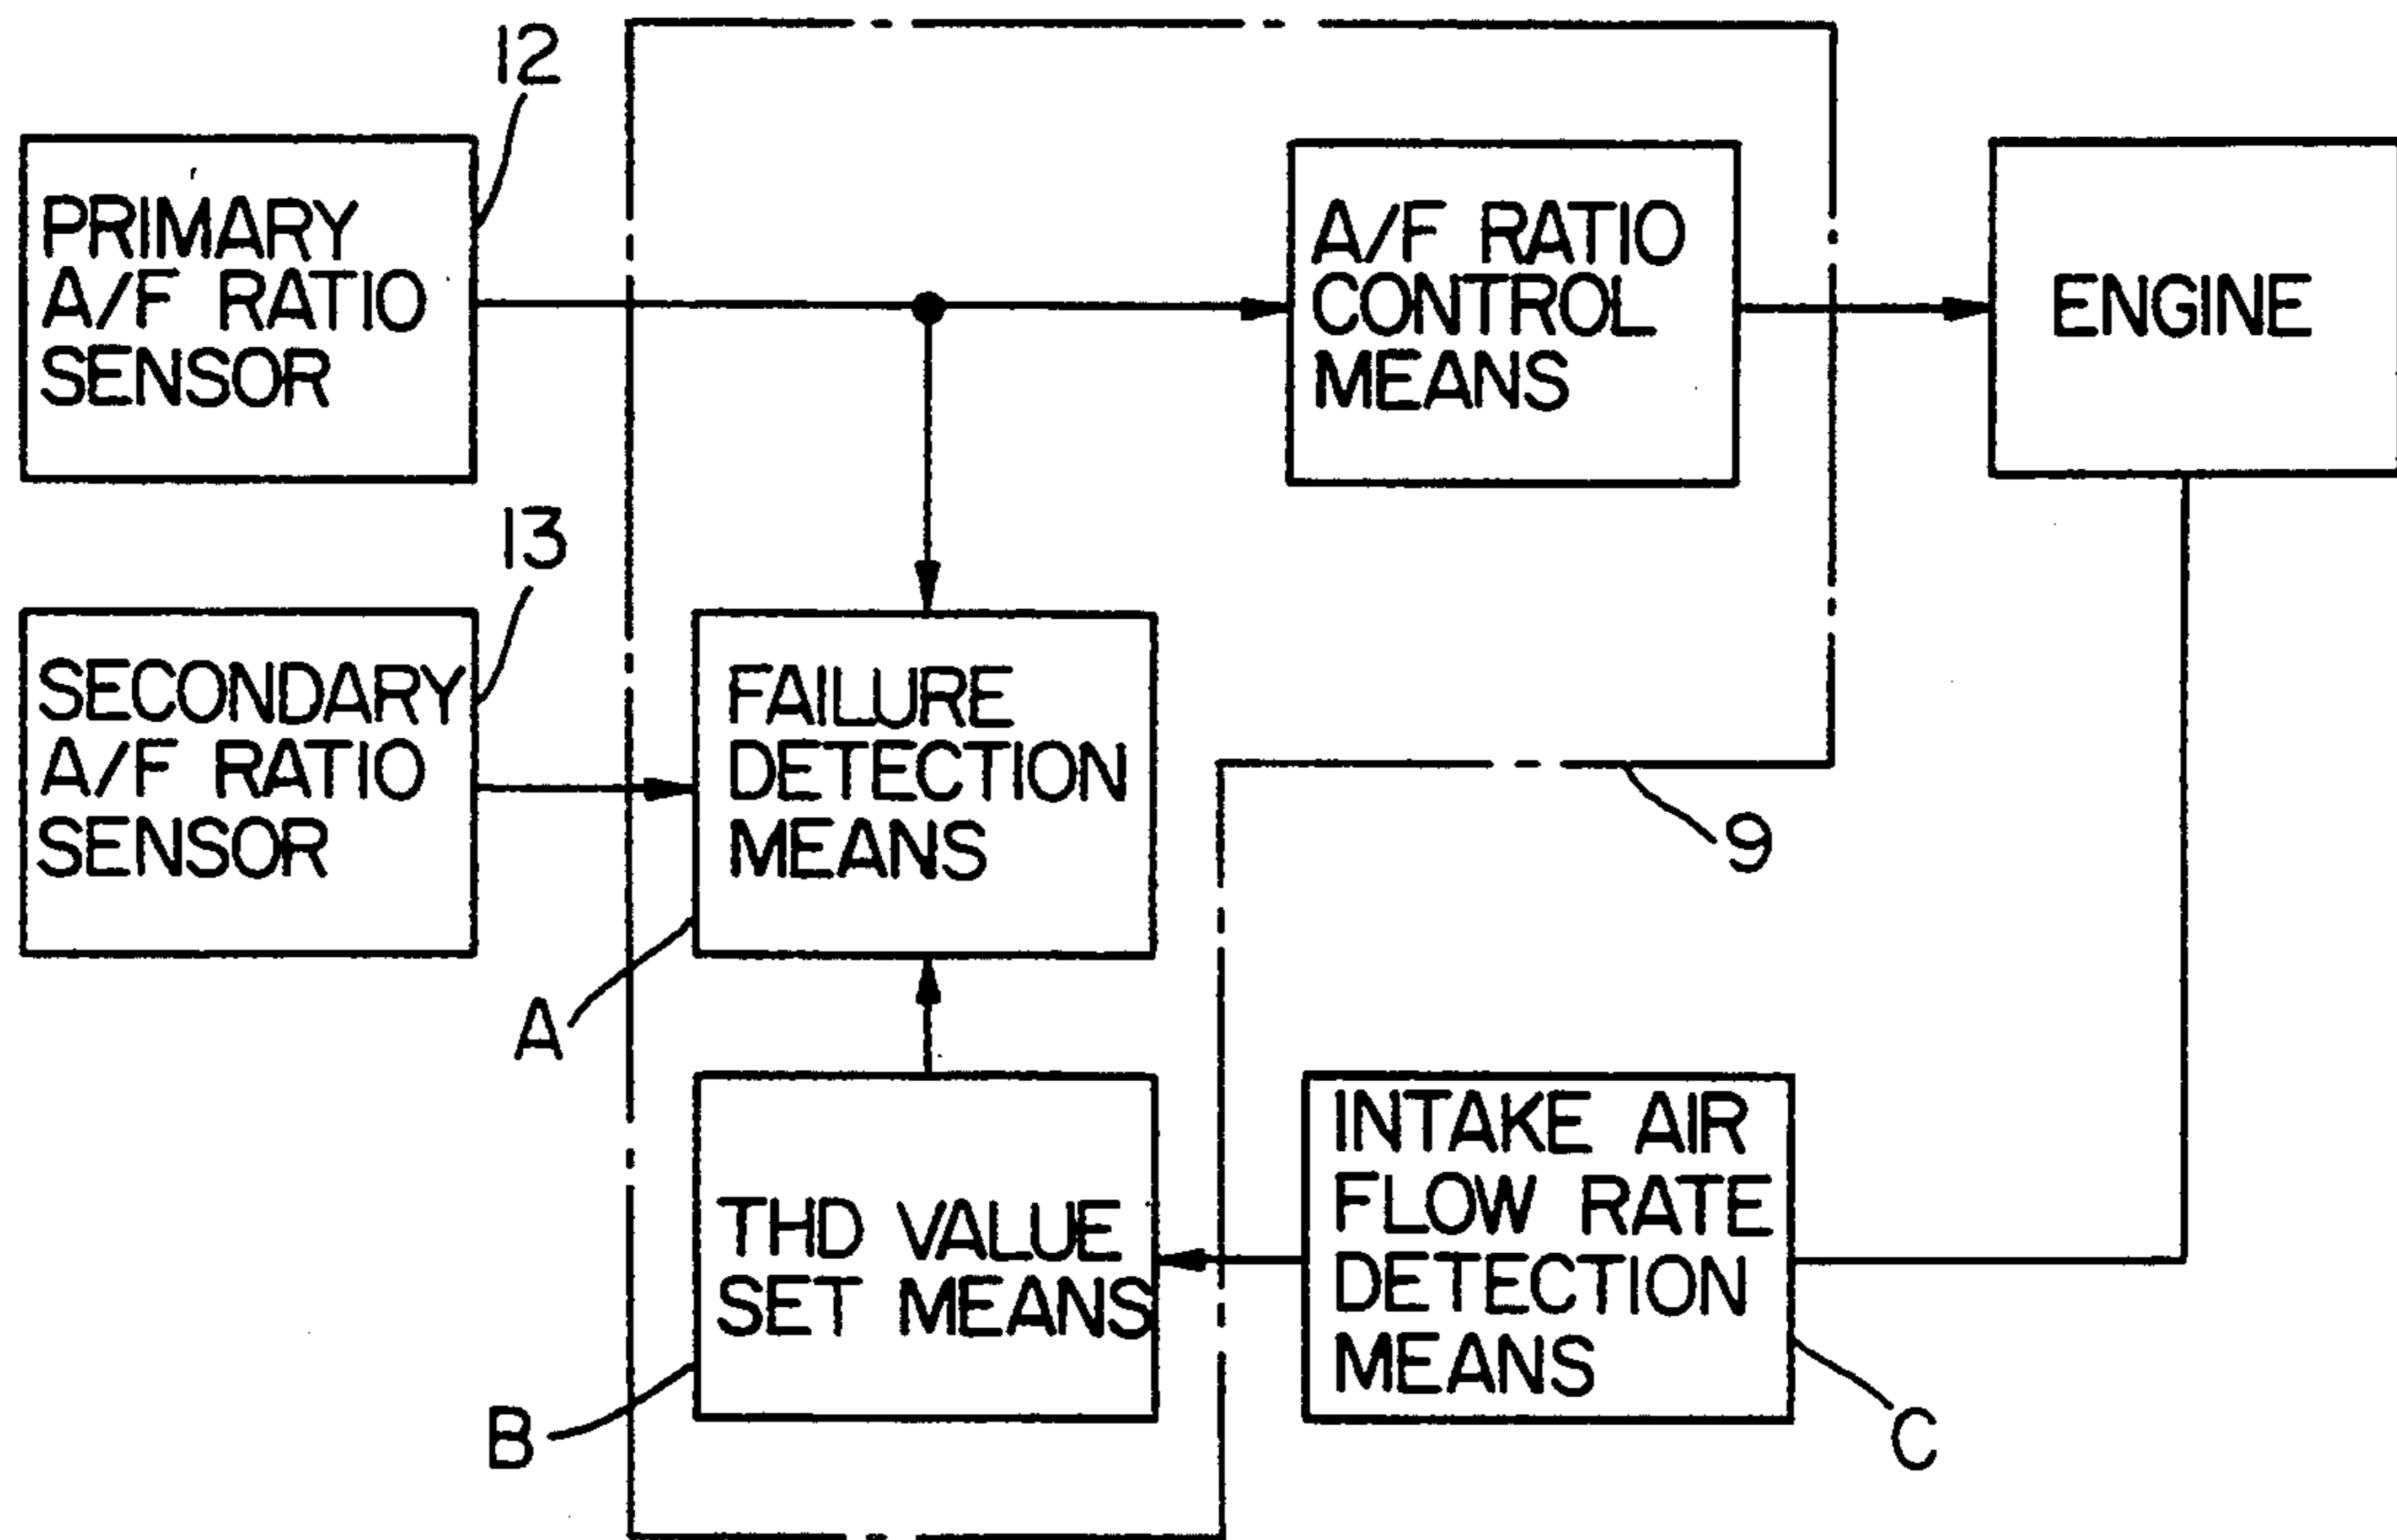 12
PRIMARY
A/F RATIO
SENSOR
A/F RATIO
CONTROL
MEANS
ENGINE
13
SECONDARY
A/F RATIO
SENSOR
FAILURE
DETECTION
MEANS
9
A
THD VALUE
SET MEANS
INTAKE AIR
FLOW RATE
DETECTION
MEANS
B
C